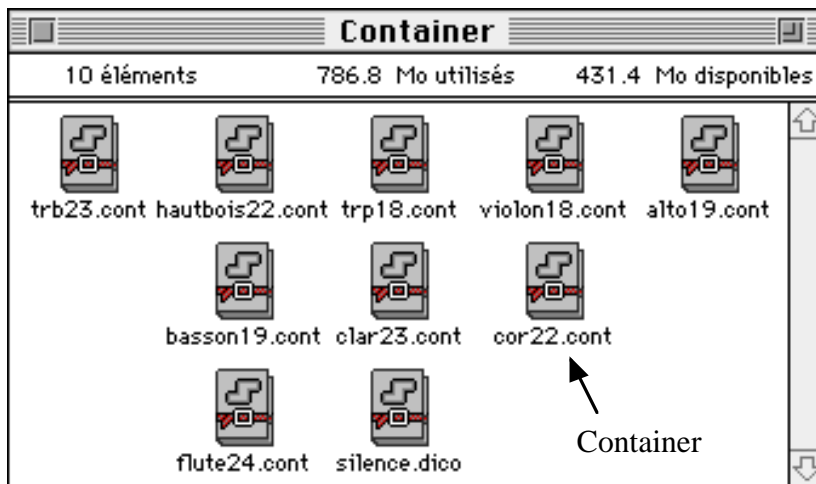 Container
10 éléments 786.8 Mo utilisés 431.4 Mo disponibles
trb23.cont hautbois22.cont trp18.cont violon18.cont alto19.cont
basson19.cont clar23.cont cor22.cont
Container
flute24.cont silence.dico